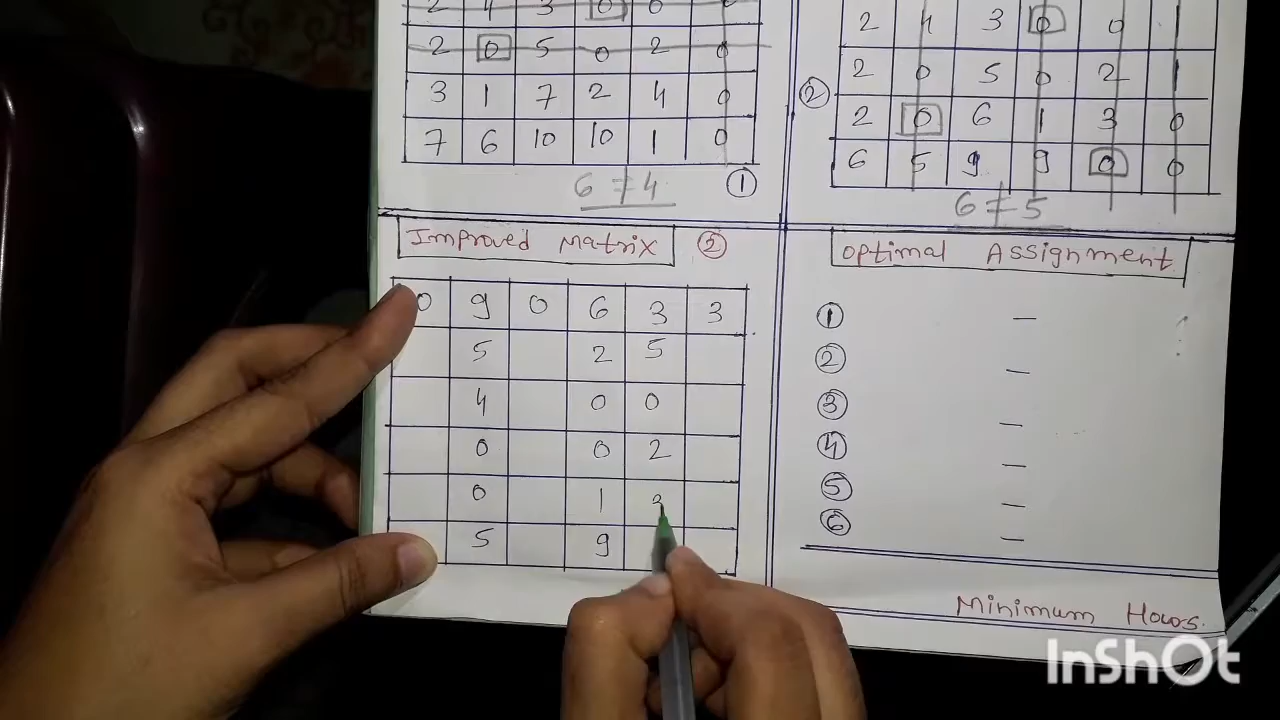 2 4 3 0 0 0
2 0 5 0 2 0
3 1 7 2 4 0
7 6 10 10 1 0
6 ≠ 4 ①
2 4 3 0 0 1
2 0 5 0 2 1
②
2 0 6 1 3 0
6 5 9 9 0 0
6 ≠ 5
Improved Matrix ②
0 9 0 6 3 3
5 2 5
4 0 0
0 0 2
0 1 3
5 9
Optimal Assignment
① —
② —
③ —
④ —
⑤ —
⑥ —
Minimum Hours.
InShOt